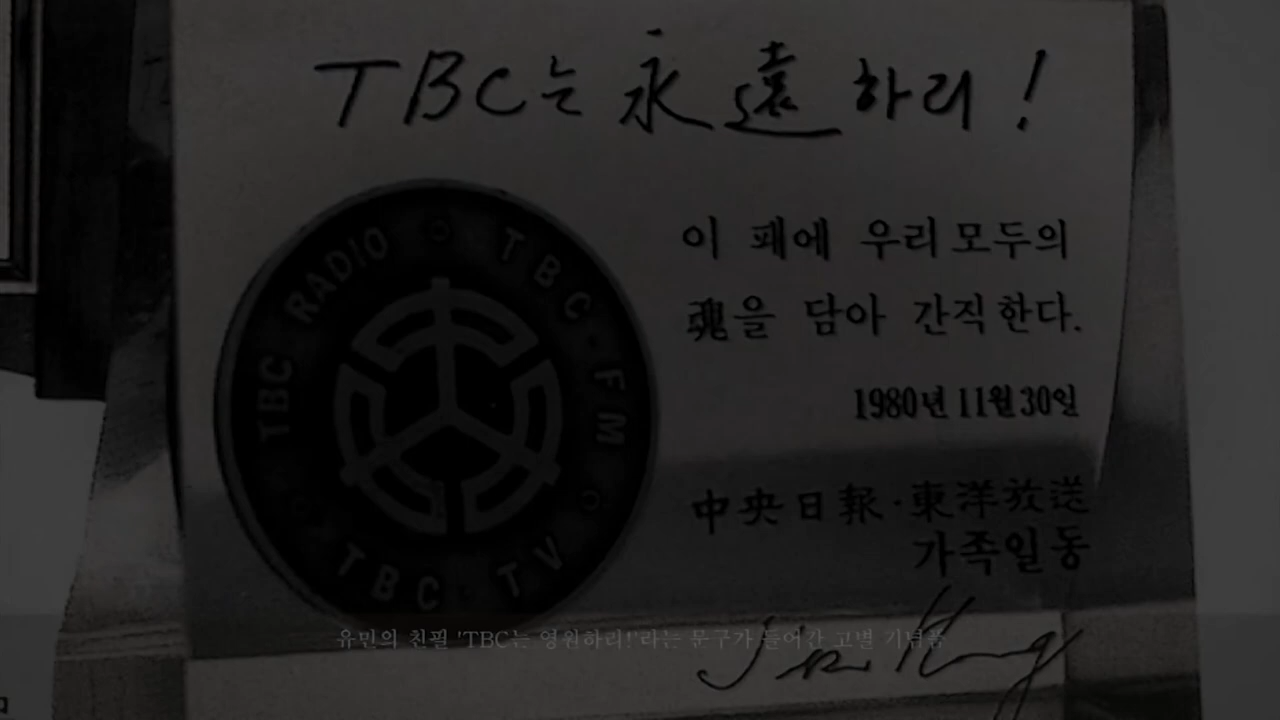 TBC는 永遠하리!
TBC RADIO
TBC·FM
TBC·TV
이 패에 우리 모두의
魂을 담아 간직한다.
1980년 11월 30일
中央日報·東洋放送
가족일동
유민의 친필 'TBC는 영원하리!'라는 문구가 들어간 고별 기념품